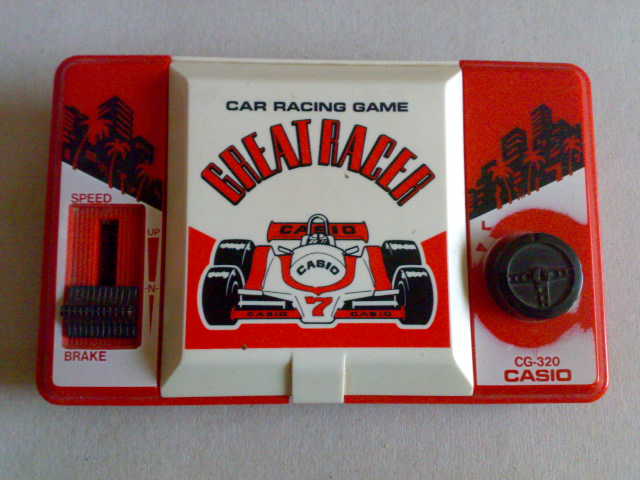 CAR RACING GAME
GREAT RACER
CASIO
CASIO
7
CASIO CASIO
SPEED
UP
-N-
BRAKE
L
CG-320
CASIO